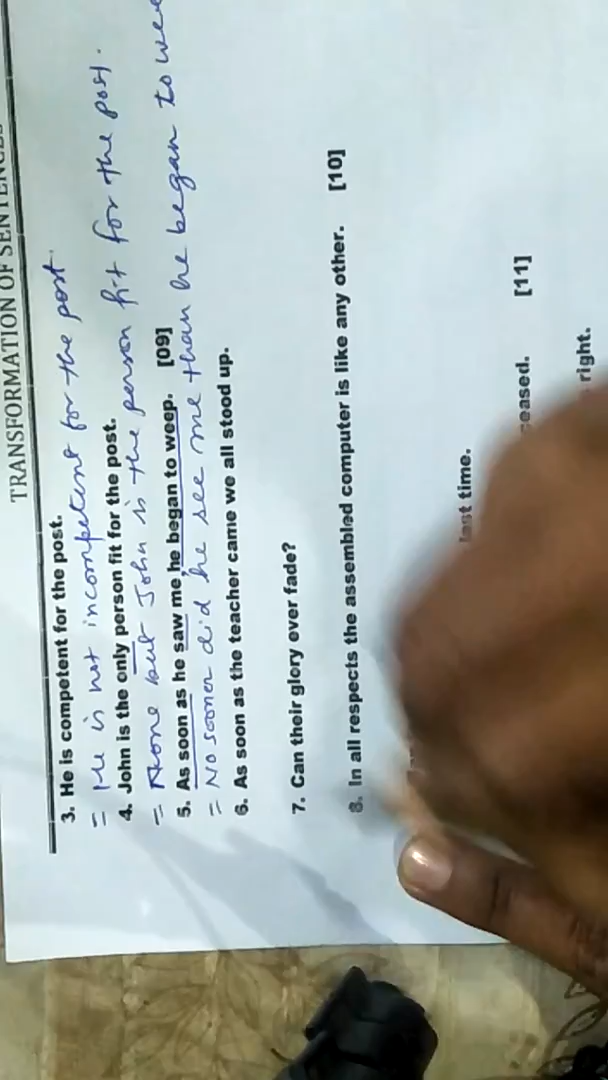 TRANSFORMATION OF SENTENCES
3. He is competent for the post.
= He is not incompetent for the post.
4. John is the only person fit for the post.
= None but John is the person fit for the post.
5. As soon as he saw me, he began to weep. [09]
= No sooner did he see me than he began to
6. As soon as the teacher came we all stood up.
7. Can their glory ever fade?
8. In all respects the assembled computer is like any other. [10]
last time.
ceased. [11]
right.